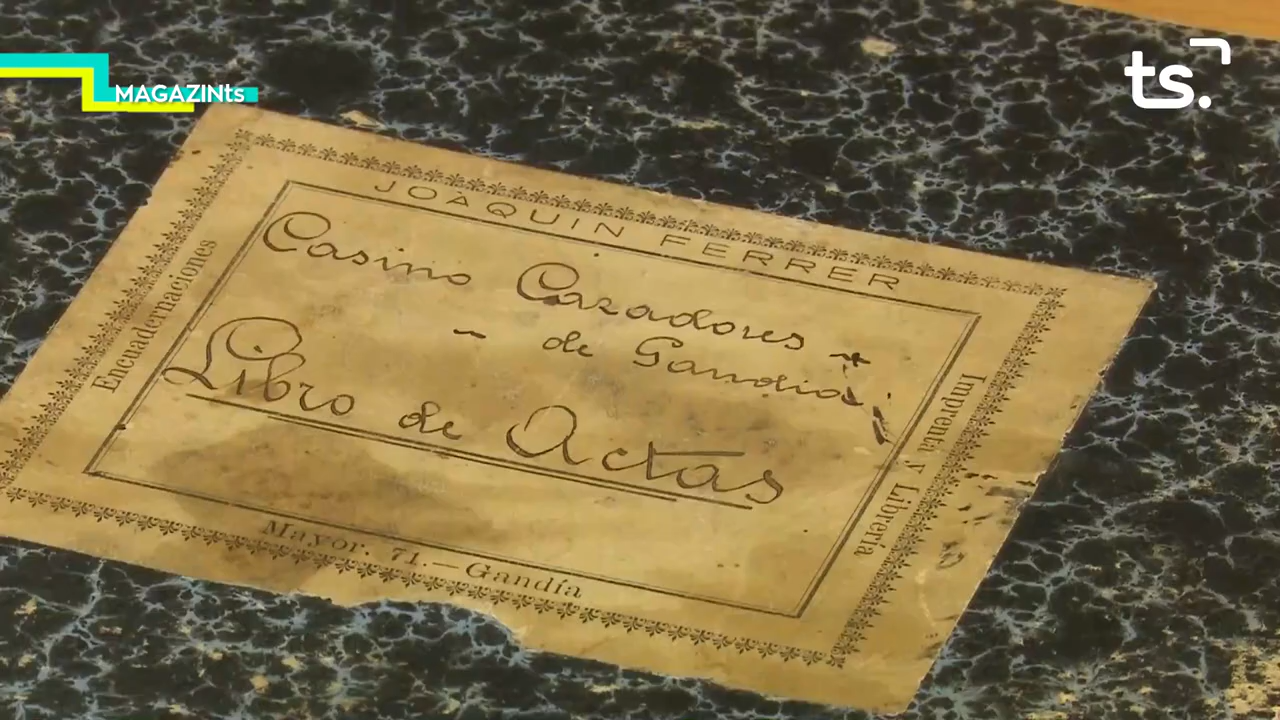 MAGAZINts
ts.
JOAQUIN FERRER
Encuadernaciones
Casino Cazadores
- de Gandia
Libro de Actas
Imprenta y Librería
Mayor. 71.—Gandía